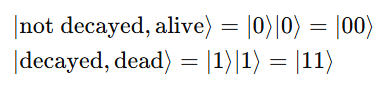 |not decayed, alive⟩ = |0⟩|0⟩ = |00⟩
|decayed, dead⟩ = |1⟩|1⟩ = |11⟩